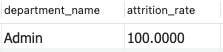 department_name attrition_rate
Admin 100.0000